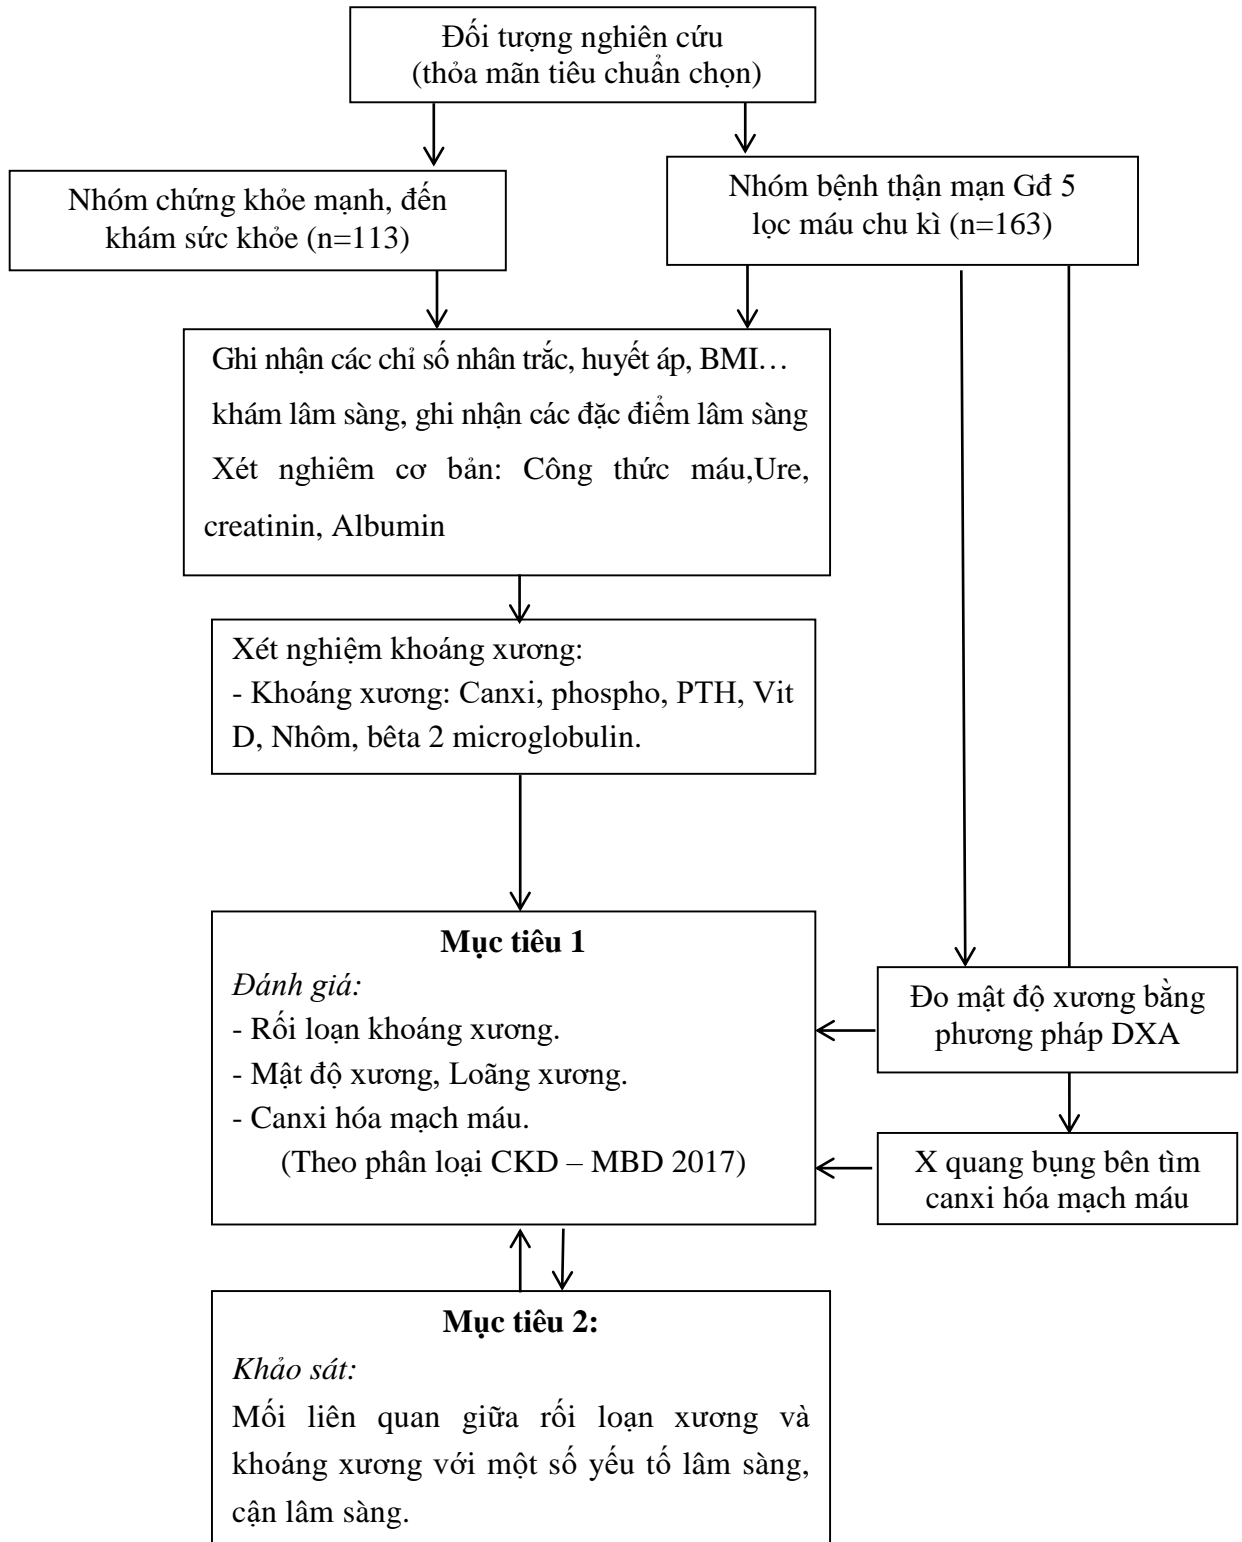 Đối tượng nghiên cứu
(thỏa mãn tiêu chuẩn chọn)
Nhóm chứng khỏe mạnh, đến
khám sức khỏe (n=113)
Nhóm bệnh thận mạn Gđ 5
lọc máu chu kì (n=163)
Ghi nhận các chỉ số nhân trắc, huyết áp, BMI…
khám lâm sàng, ghi nhận các đặc điểm lâm sàng
Xét nghiêm cơ bản: Công thức máu,Ure,
creatinin, Albumin
Xét nghiệm khoáng xương:
- Khoáng xương: Canxi, phospho, PTH, Vit
D, Nhôm, bêta 2 microglobulin.
Mục tiêu 1
Đánh giá:
- Rối loạn khoáng xương.
- Mật độ xương, Loãng xương.
- Canxi hóa mạch máu.
(Theo phân loại CKD – MBD 2017)
Đo mật độ xương bằng
phương pháp DXA
X quang bụng bên tìm
canxi hóa mạch máu
Mục tiêu 2:
Khảo sát:
Mối liên quan giữa rối loạn xương và
khoáng xương với một số yếu tố lâm sàng,
cận lâm sàng.